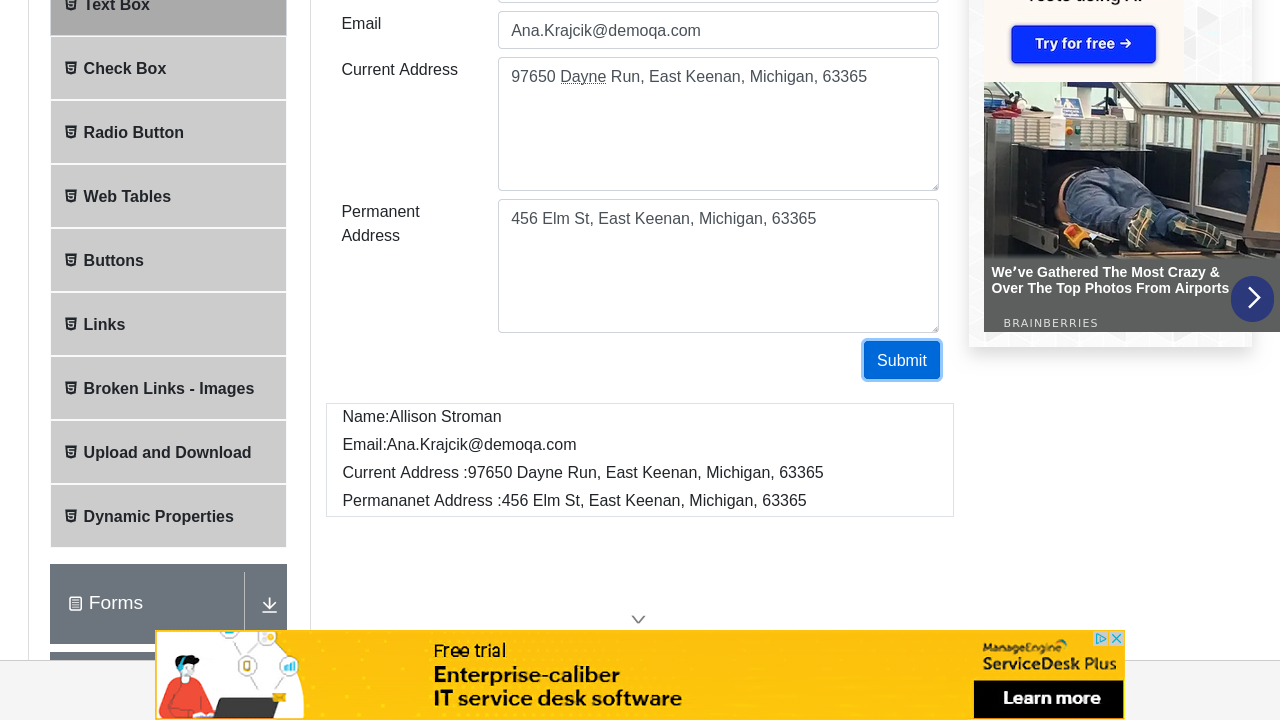 Text Box
Check Box
Radio Button
Web Tables
Buttons
Links
Broken Links - Images
Upload and Download
Dynamic Properties
Forms
Email
Ana.Krajcik@demoqa.com
Current Address
97650 Dayne Run, East Keenan, Michigan, 63365
Permanent
Address
456 Elm St, East Keenan, Michigan, 63365
Submit
Name:Allison Stroman
Email:Ana.Krajcik@demoqa.com
Current Address :97650 Dayne Run, East Keenan, Michigan, 63365
Permananet Address :456 Elm St, East Keenan, Michigan, 63365
Try for free →
We՚ve Gathered The Most Crazy &
Over The Top Photos From Airports
BRAINBERRIES
Free trial
Enterprise-caliber
IT service desk software
ManageEngine
ServiceDesk Plus
Learn more